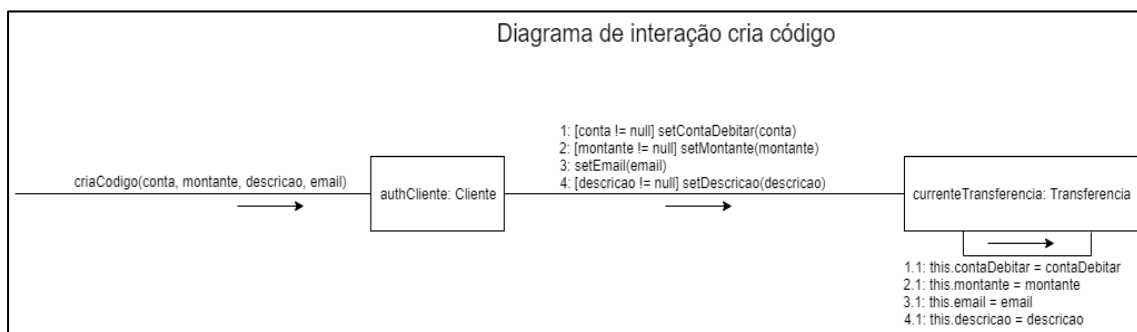 Diagrama de interação cria código
1: [conta != null] setContaDebitar(conta)
2: [montante != null] setMontante(montante)
3: setEmail(email)
4: [descricao != null] setDescricao(descricao)
criaCodigo(conta, montante, descricao, email)
authCliente: Cliente
currenteTransferencia: Transferencia
1.1: this.contaDebitar = contaDebitar
2.1: this.montante = montante
3.1: this.email = email
4.1: this.descricao = descricao